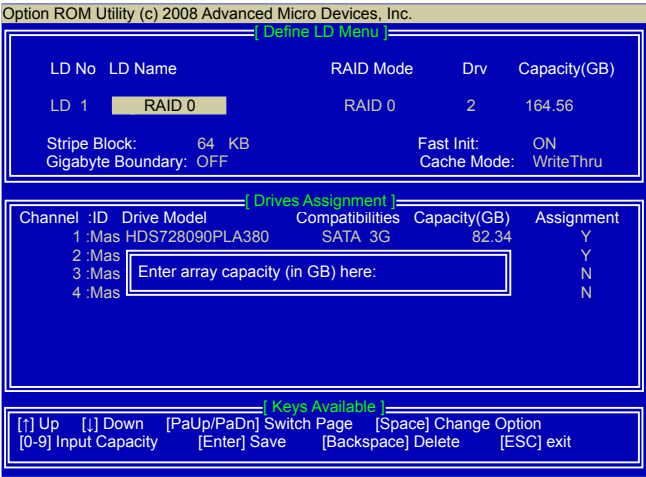 Option ROM Utility (c) 2008 Advanced Micro Devices, Inc.
[ Define LD Menu ]
LD No LD Name RAID Mode Drv Capacity(GB)
LD 1 RAID 0 RAID 0 2 164.56
Stripe Block: 64 KB Fast Init: ON
Gigabyte Boundary: OFF Cache Mode: WriteThru
[ Drives Assignment ]
Channel :ID Drive Model Compatibilities Capacity(GB) Assignment
1 :Mas HDS728090PLA380 SATA 3G 82.34 Y
2 :Mas Y
3 :Mas N
4 :Mas N
Enter array capacity (in GB) here:
[ Keys Available ]
[↑] Up [↓] Down [PaUp/PaDn] Switch Page [Space] Change Option
[0-9] Input Capacity [Enter] Save [Backspace] Delete [ESC] exit